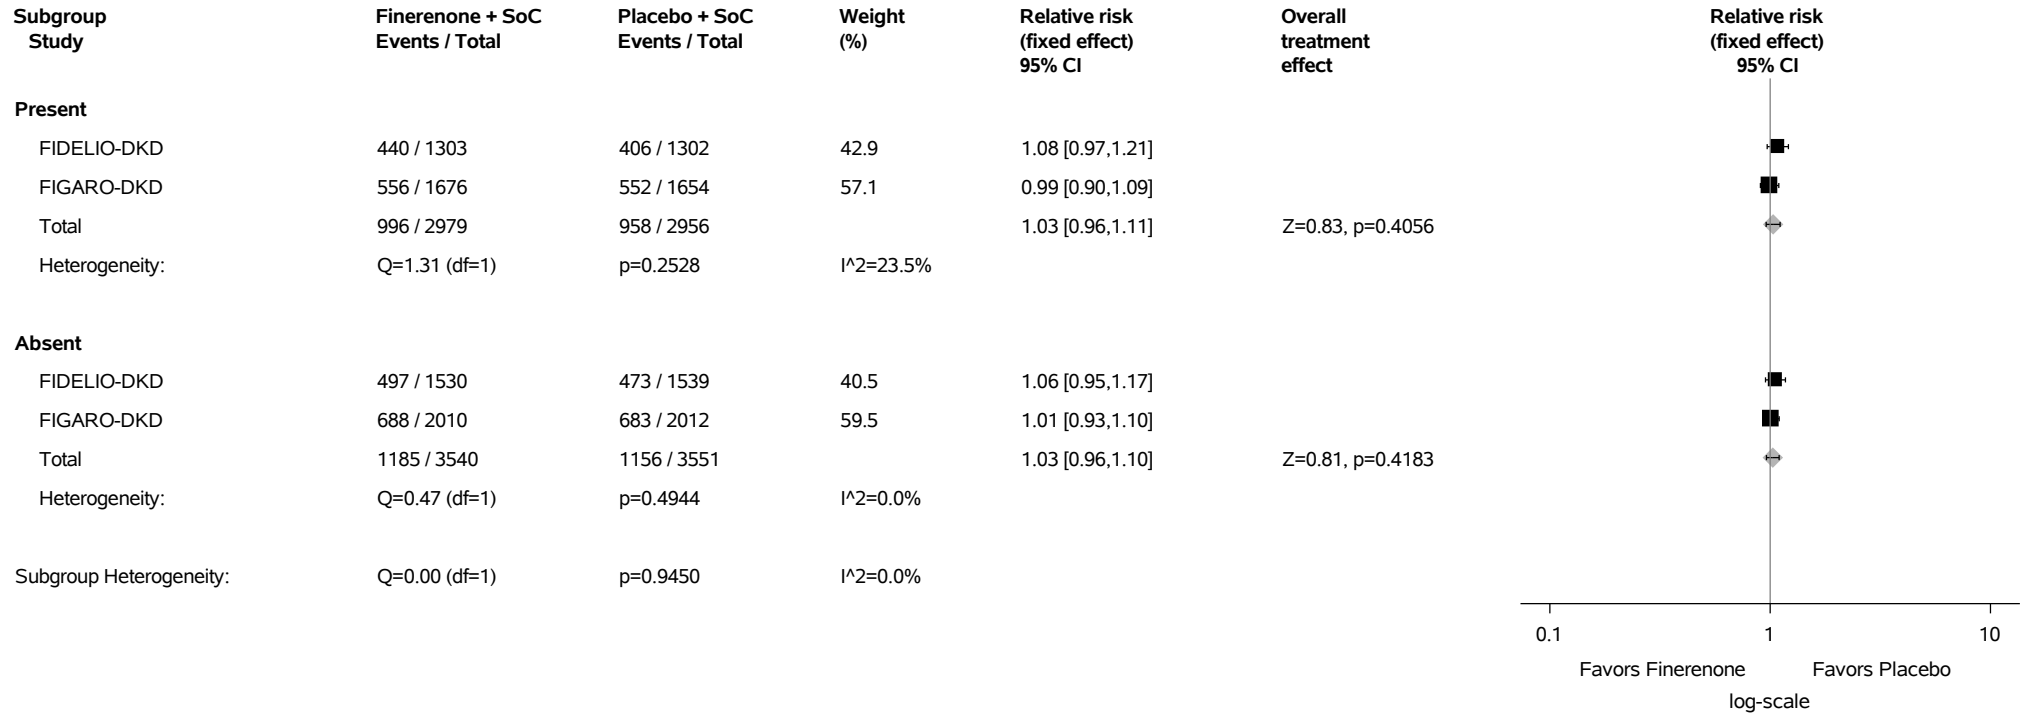 Subgroup Finerenone + SoC Placebo + SoC Weight Relative risk Overall Relative risk
Study Events / Total Events / Total (%) (fixed effect) treatment (fixed effect)
95% CI effect 95% CI
Present
FIDELIO-DKD 440 / 1303 406 / 1302 42.9 1.08 [0.97,1.21]
FIGARO-DKD 556 / 1676 552 / 1654 57.1 0.99 [0.90,1.09]
Total 996 / 2979 958 / 2956 1.03 [0.96,1.11] Z=0.83, p=0.4056
Heterogeneity: Q=1.31 (df=1) p=0.2528 I^2=23.5%
Absent
FIDELIO-DKD 497 / 1530 473 / 1539 40.5 1.06 [0.95,1.17]
FIGARO-DKD 688 / 2010 683 / 2012 59.5 1.01 [0.93,1.10]
Total 1185 / 3540 1156 / 3551 1.03 [0.96,1.10] Z=0.81, p=0.4183
Heterogeneity: Q=0.47 (df=1) p=0.4944 I^2=0.0%
Subgroup Heterogeneity: Q=0.00 (df=1) p=0.9450 I^2=0.0%
0.1 1 10
Favors Finerenone Favors Placebo
log-scale